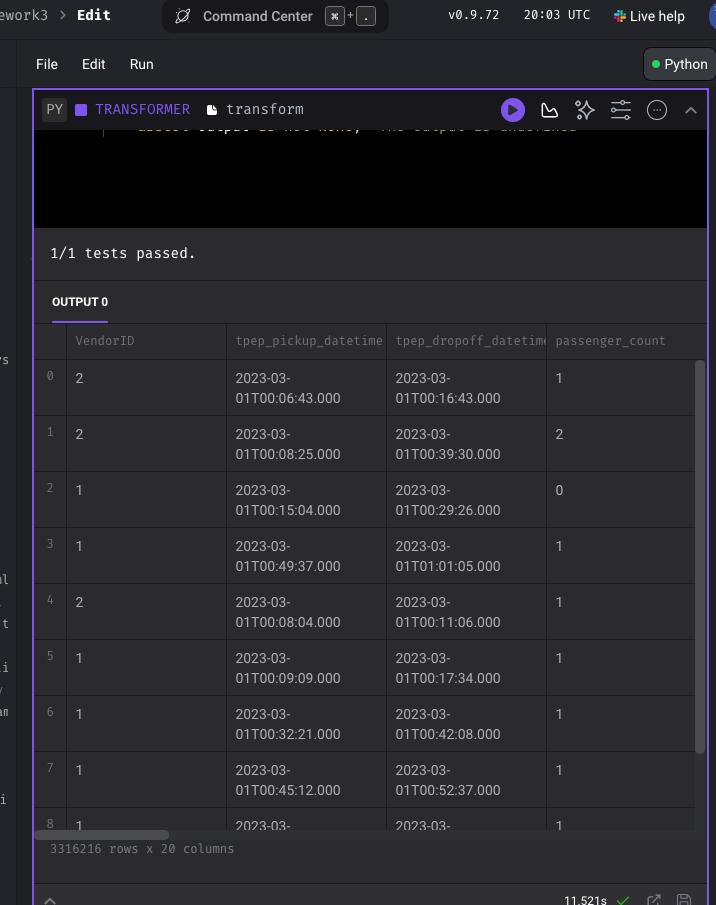 ework3 > Edit
Command Center ⌘ + .
v0.9.72
20:03 UTC
Live help
File Edit Run
Python
PY TRANSFORMER transform
1/1 tests passed.
OUTPUT 0
VendorID tpep_pickup_datetime tpep_dropoff_datetime passenger_count
0 2 2023-03-01T00:06:43.000 2023-03-01T00:16:43.000 1
1 2 2023-03-01T00:08:25.000 2023-03-01T00:39:30.000 2
2 1 2023-03-01T00:15:04.000 2023-03-01T00:29:26.000 0
3 1 2023-03-01T00:49:37.000 2023-03-01T01:01:05.000 1
4 2 2023-03-01T00:08:04.000 2023-03-01T00:11:06.000 1
5 1 2023-03-01T00:09:09.000 2023-03-01T00:17:34.000 1
6 1 2023-03-01T00:32:21.000 2023-03-01T00:42:08.000 1
7 1 2023-03-01T00:45:12.000 2023-03-01T00:52:37.000 1
8 1 2023-03- 2023-03- 1
3316216 rows x 20 columns
11.521s